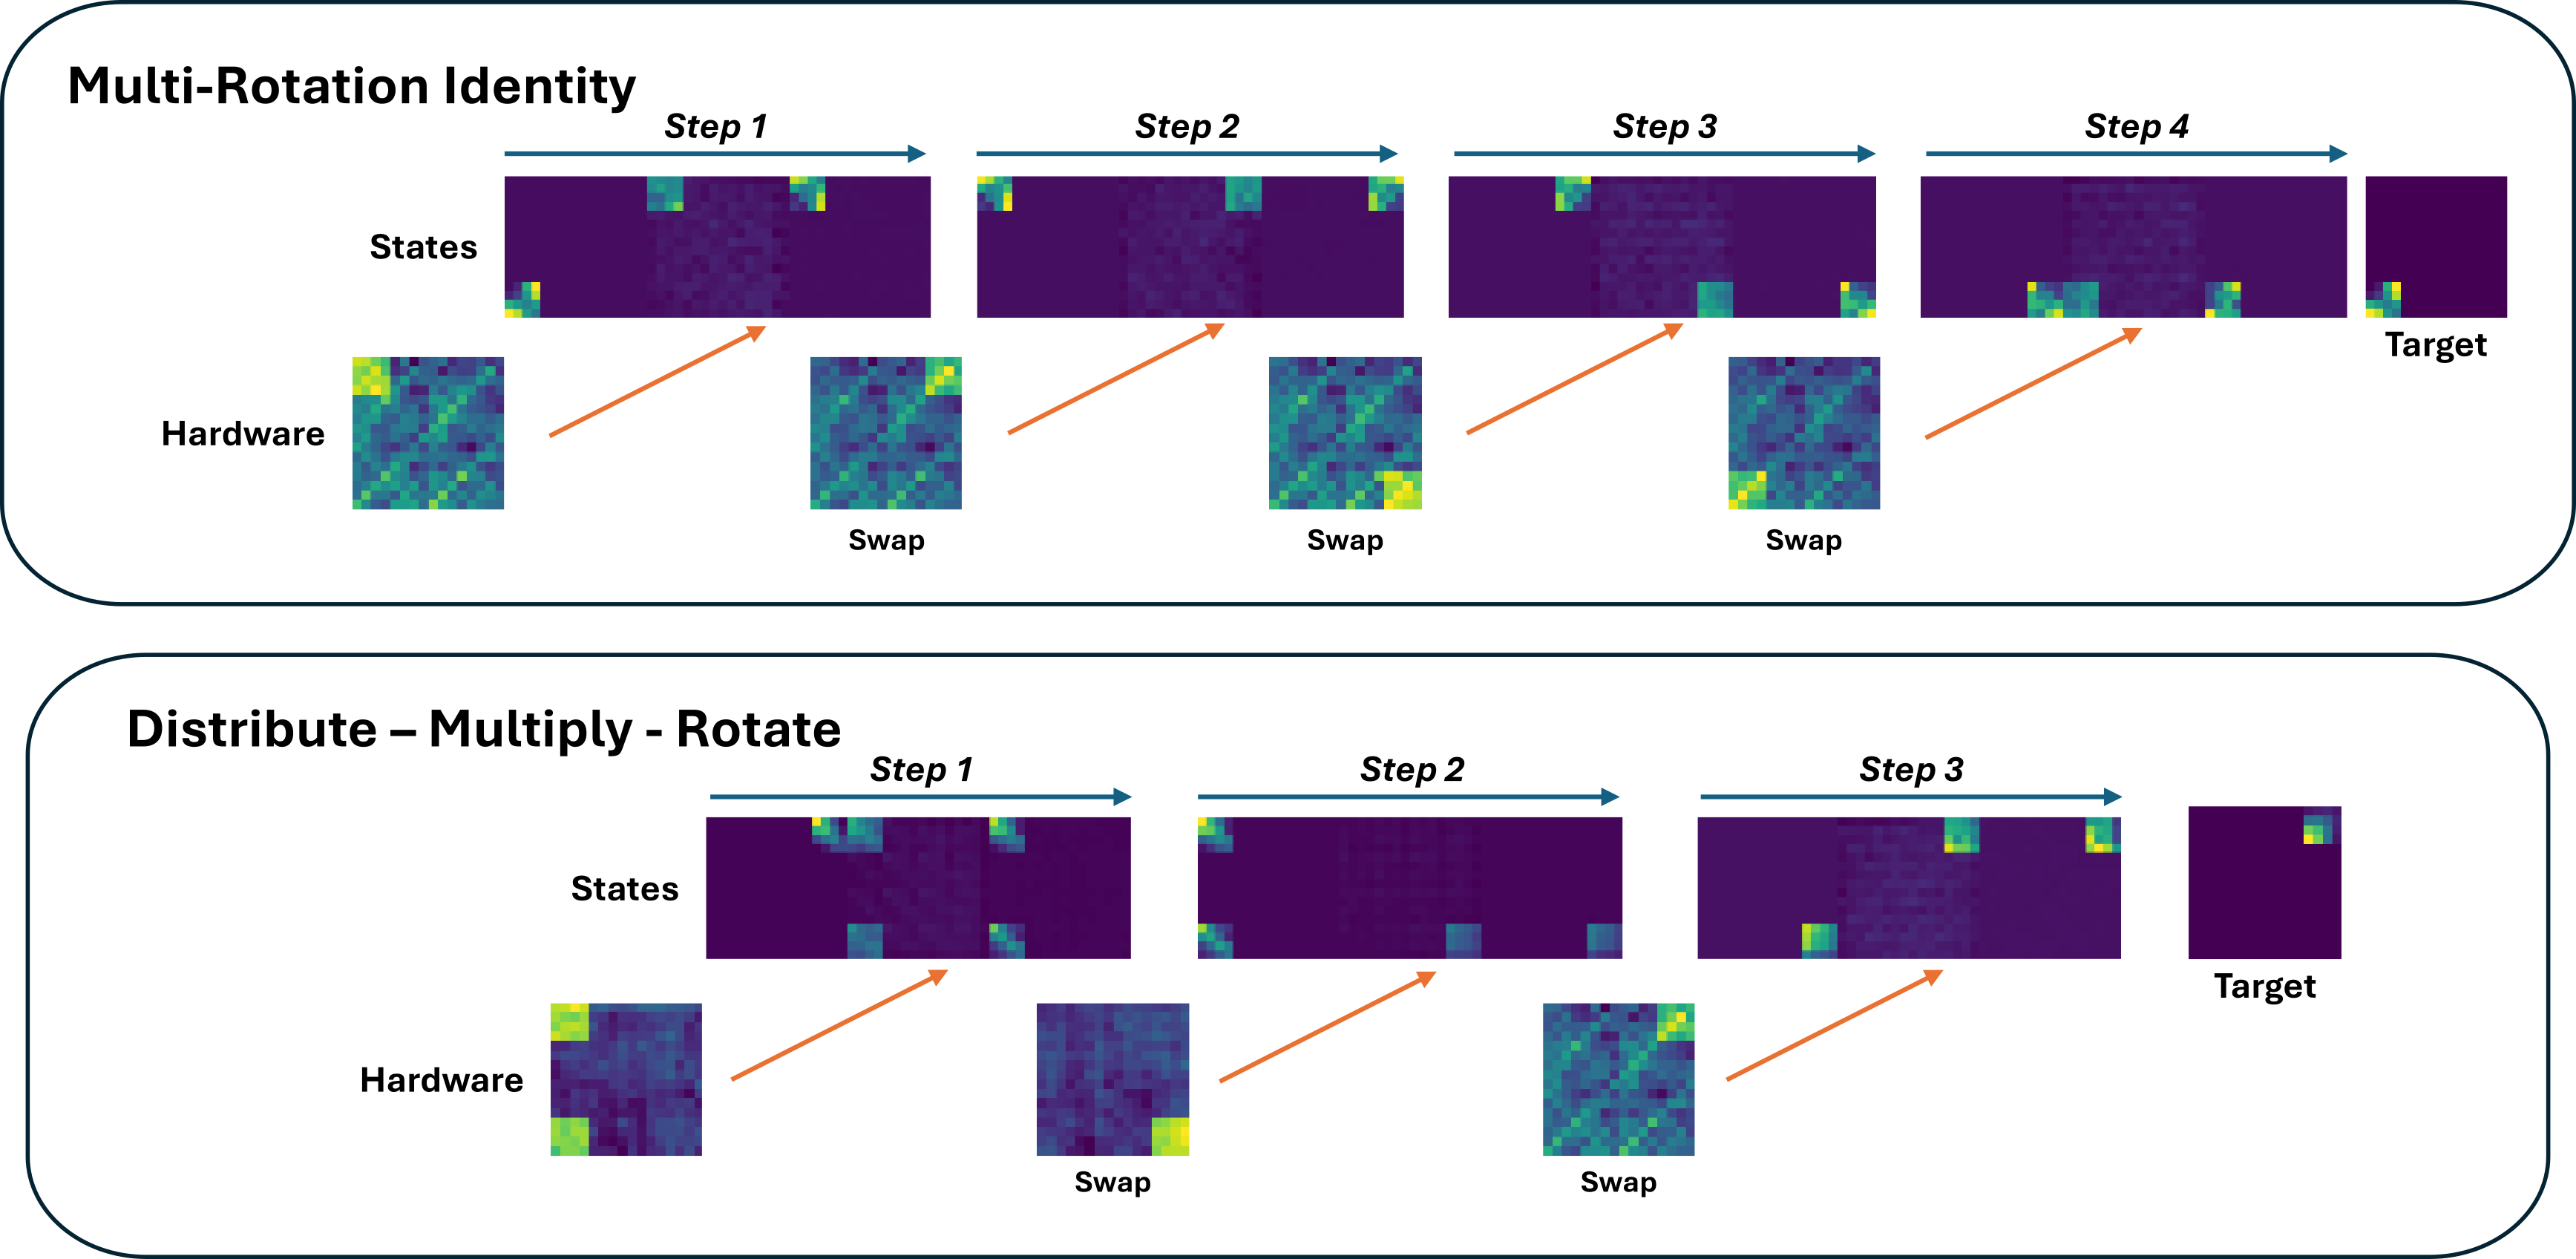 Multi-Rotation Identity
Step 1
Step 2
Step 3
Step 4
States
Target
Hardware
Swap
Swap
Swap
Distribute – Multiply - Rotate
Step 1
Step 2
Step 3
States
Target
Hardware
Swap
Swap